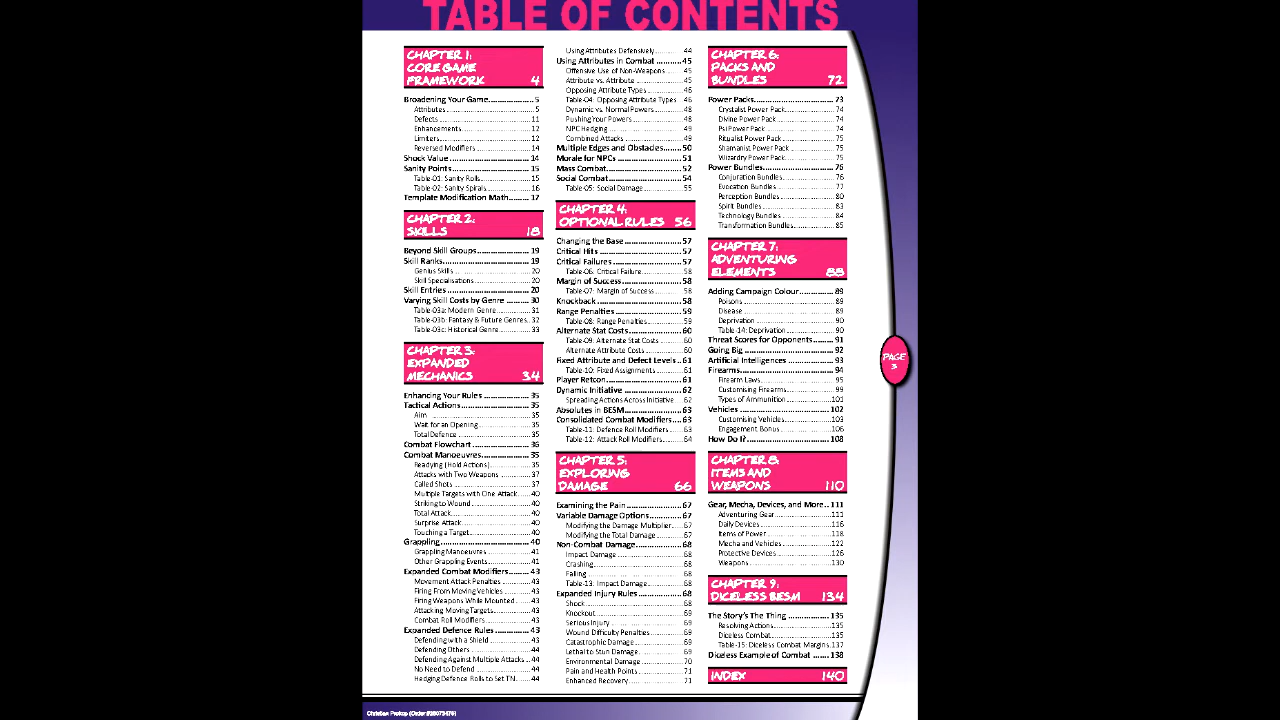 TABLE OF CONTENTS
CHAPTER 1:
CORE GAME
FRAMEWORK 4
Broadening Your Game 5
Attributes 5
Defects 11
Enhancements 12
Limiters 12
Reversed Modifiers 14
Shock Value 14
Sanity Points 15
Table-01: Sanity Rolls 15
Table-02: Sanity Spirals 16
Template Modification Math 17
CHAPTER 2:
SKILLS 18
Beyond Skill Groups 19
Skill Ranks 19
Genius Skills 20
Skill Specialisations 20
Skill Entries 20
Varying Skill Costs by Genre 30
Table-03a: Modern Genre 31
Table-03b: Fantasy & Future Genres 32
Table-03c: Historical Genre 33
CHAPTER 3:
EXPANDED
MECHANICS 34
Enhancing Your Rules 35
Tactical Actions 35
Aim 35
Wait for an Opening 35
Total Defence 35
Combat Flowchart 36
Combat Manoeuvres 35
Readying (Hold Actions) 35
Attacks with Two Weapons 37
Called Shots 37
Multiple Targets with One Attack 40
Striking to Wound 40
Total Attack 40
Surprise Attack 40
Touching a Target 40
Grappling 40
Grappling Manoeuvres 41
Other Grappling Events 41
Expanded Combat Modifiers 43
Movement Attack Penalties 43
Firing From Moving Vehicles 43
Firing Weapons While Mounted 43
Attacking Moving Targets 43
Combat Roll Modifiers 43
Expanded Defence Rules 43
Defending with a Shield 43
Defending Others 44
Defending Against Multiple Attacks 44
No Need to Defend 44
Hedging Defence Rolls to Set TN 44
Using Attributes Defensively 44
Using Attributes in Combat 45
Offensive Use of Non-Weapons 45
Attribute vs. Attribute 45
Opposing Attribute Types 46
Table-04: Opposing Attribute Types 46
Dynamic vs. Normal Powers 48
Pushing Your Powers 48
NPC Hedging 49
Combined Attacks 49
Multiple Edges and Obstacles 50
Morale for NPCs 51
Mass Combat 52
Social Combat 54
Table-05: Social Damage 55
CHAPTER 4:
OPTIONAL RULES 56
Changing the Base 57
Critical Hits 57
Critical Failures 57
Table-06: Critical Failure 58
Margin of Success 58
Table-07: Margin of Success 58
Knockback 58
Range Penalties 59
Table-08: Range Penalties 59
Alternate Stat Costs 60
Table-09: Alternate Stat Costs 60
Alternate Attribute Costs 60
Fixed Attribute and Defect Levels 61
Table-10: Fixed Assignments 61
Player Retcon 61
Dynamic Initiative 62
Spreading Actions Across Initiative 62
Absolutes in BESM 63
Consolidated Combat Modifiers 63
Table-11: Defence Roll Modifiers 63
Table-12: Attack Roll Modifiers 64
CHAPTER 5:
EXPLORING
DAMAGE 66
Examining the Pain 67
Variable Damage Options 67
Modifying the Damage Multiplier 67
Modifying the Total Damage 67
Non-Combat Damage 68
Impact Damage 68
Crashing 68
Falling 68
Table-13: Impact Damage 68
Expanded Injury Rules 68
Shock 68
Knockout 69
Serious Injury 69
Wound Difficulty Penalties 69
Catastrophic Damage 69
Lethal to Stun Damage 69
Environmental Damage 70
Pain and Health Points 71
Enhanced Recovery 71
CHAPTER 6:
PACKS AND
BUNDLES 72
Power Packs 73
Crystalist Power Pack 74
Divine Power Pack 74
Psi Power Pack 74
Ritualist Power Pack 75
Shamanist Power Pack 75
Wizardry Power Pack 75
Power Bundles 76
Conjuration Bundles 76
Evocation Bundles 77
Perception Bundles 80
Spirit Bundles 83
Technology Bundles 84
Transformation Bundles 85
CHAPTER 7:
ADVENTURING
ELEMENTS 88
Adding Campaign Colour 89
Poisons 89
Disease 89
Deprivation 90
Table-14: Deprivation 90
Threat Scores for Opponents 91
Going Big 92
Artificial Intelligences 93
Firearms 94
Firearm Laws 95
Customising Firearms 99
Types of Ammunition 101
Vehicles 102
Customising Vehicles 103
Engagement Bonus 106
How Do I? 108
CHAPTER 8:
ITEMS AND
WEAPONS 110
Gear, Mecha, Devices, and More 111
Adventuring Gear 111
Daily Devices 116
Items of Power 118
Mecha and Vehicles 122
Protective Devices 126
Weapons 130
CHAPTER 9:
DICELESS BESM 134
The Story's The Thing 135
Resolving Actions 135
Diceless Combat 135
Table-15: Diceless Combat Margins 137
Diceless Example of Combat 138
INDEX 140
PAGE
3
Christian Prokop (Order #28073476)